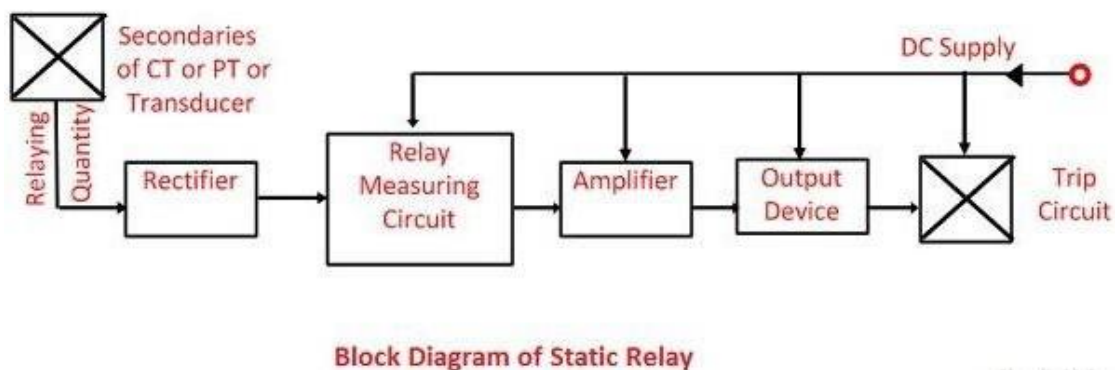 Secondaries
of CT or PT or
Transducer
DC Supply
Relaying
Quantity
Rectifier
Relay
Measuring
Circuit
Amplifier
Output
Device
Trip
Circuit
Block Diagram of Static Relay